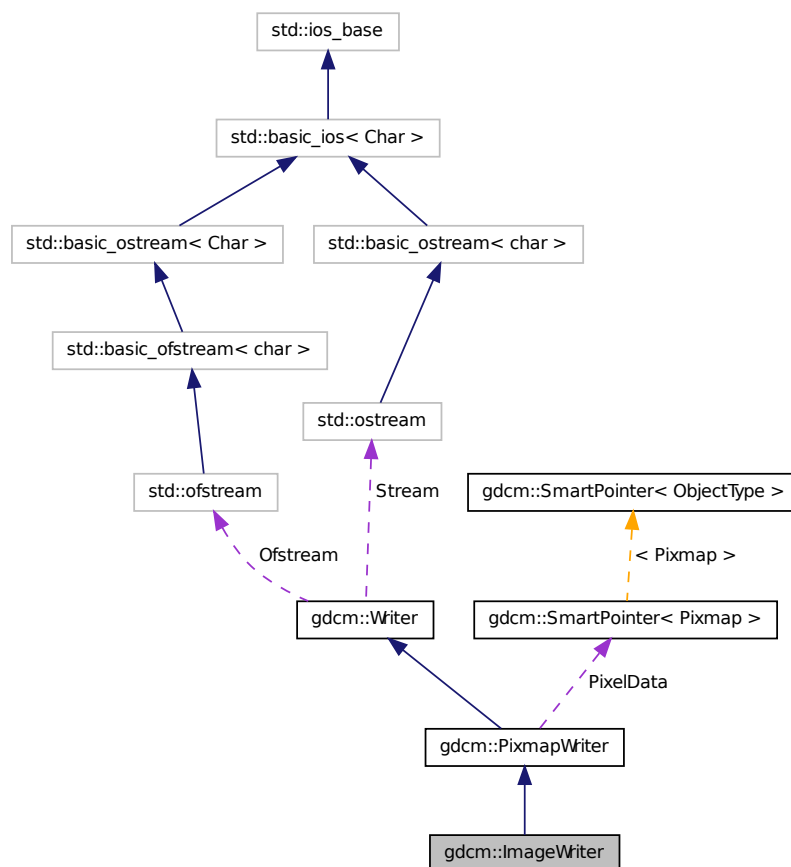 std::ios_base
std::basic_ios< Char >
std::basic_ostream< Char >
std::basic_ostream< char >
std::basic_ofstream< char >
std::ostream
std::ofstream
Stream
gdcm::SmartPointer< ObjectType >
Ofstream
< Pixmap >
gdcm::Writer
gdcm::SmartPointer< Pixmap >
PixelData
gdcm::PixmapWriter
gdcm::ImageWriter